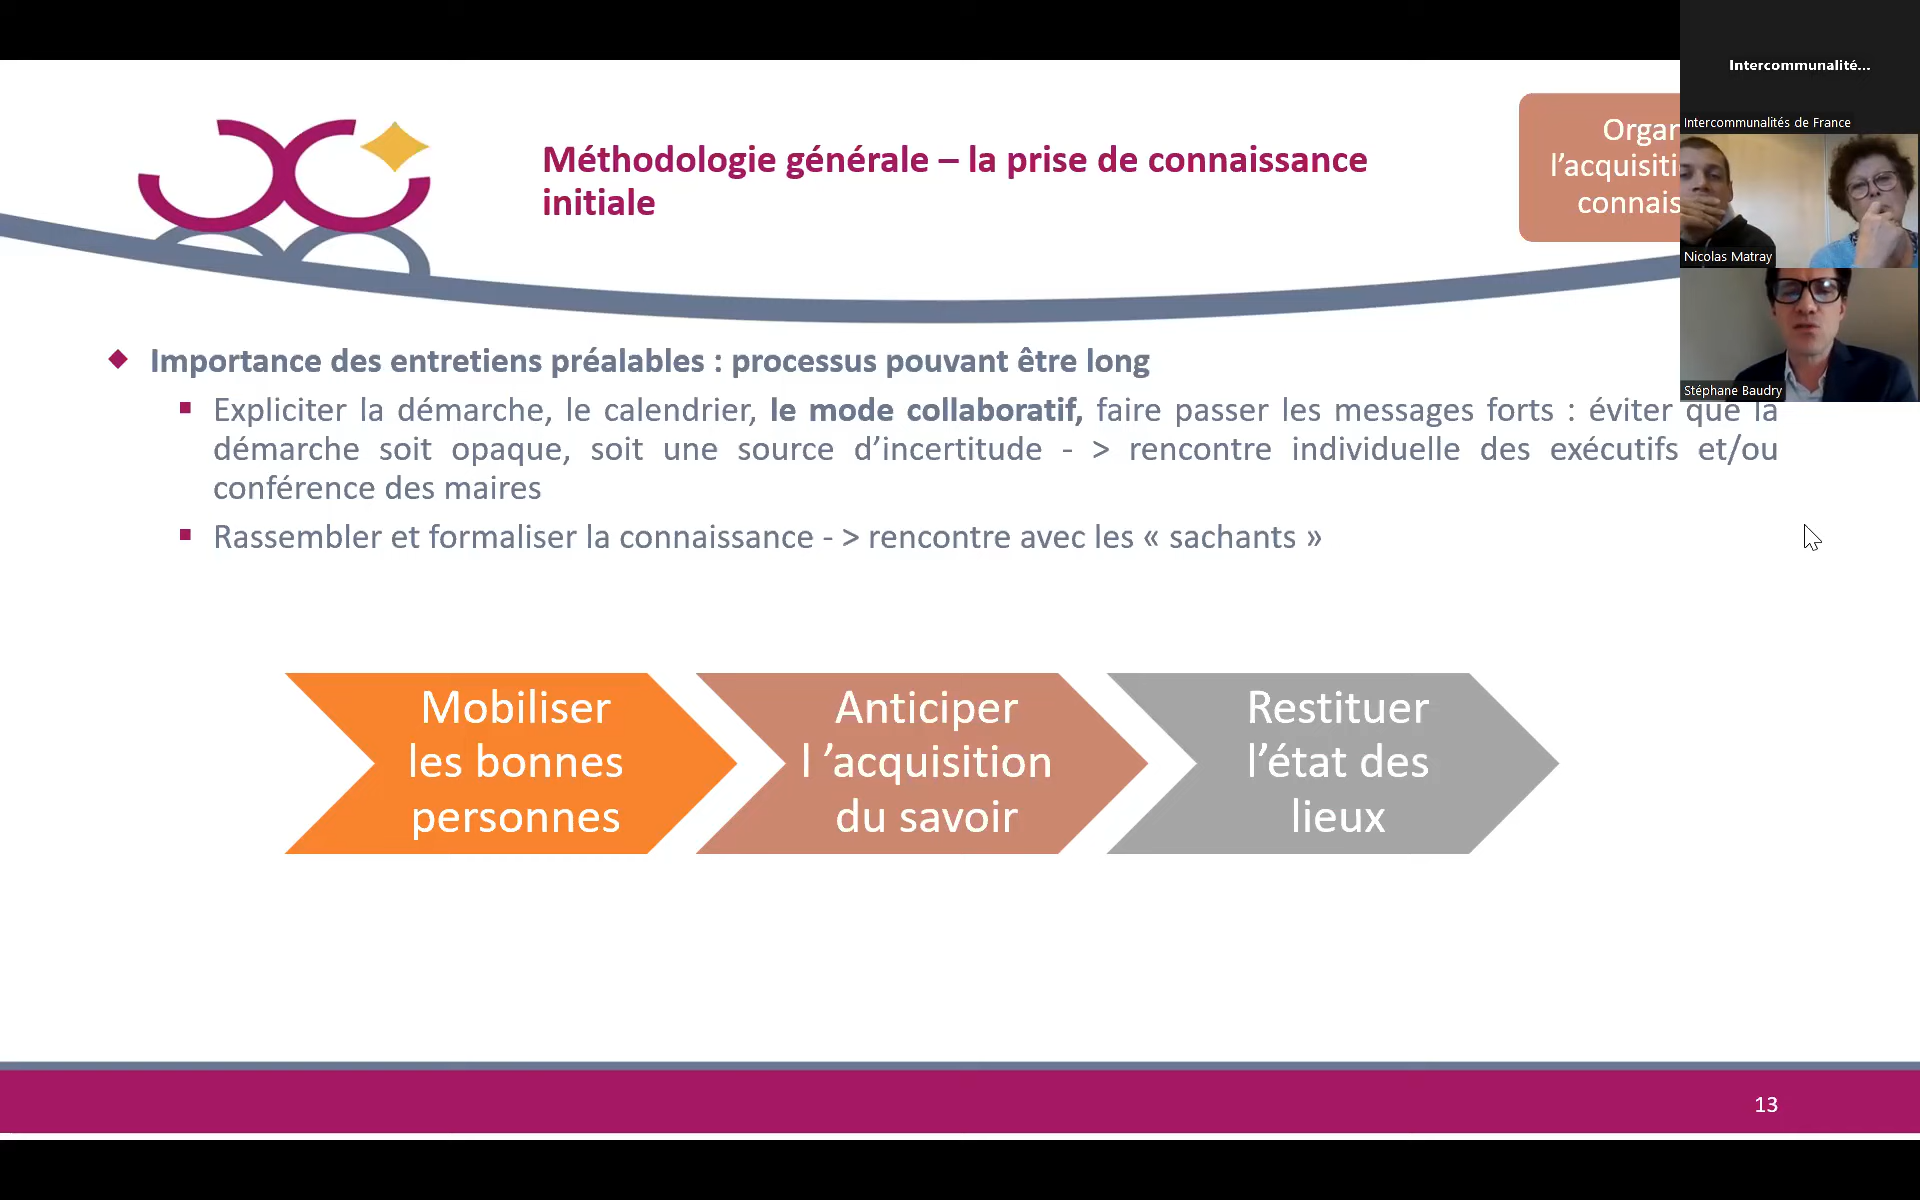 Méthodologie générale – la prise de connaissance
initiale
Intercommunalité...
Intercommunalités de France
Nicolas Matray
Stéphane Baudry
Importance des entretiens préalables : processus pouvant être long
Expliciter la démarche, le calendrier, le mode collaboratif, faire passer les messages forts : éviter que la
démarche soit opaque, soit une source d’incertitude - > rencontre individuelle des exécutifs et/ou
conférence des maires
Rassembler et formaliser la connaissance - > rencontre avec les « sachants »
Mobiliser
les bonnes
personnes
Anticiper
l ’acquisition
du savoir
Restituer
l’état des
lieux
13